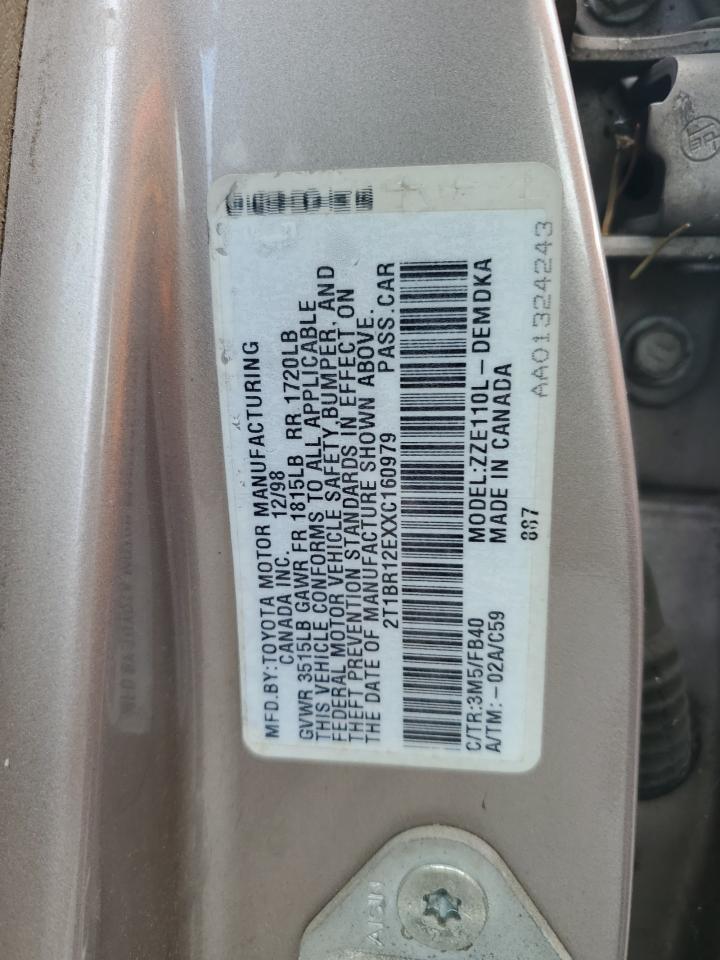 MFD.BY:TOYOTA MOTOR MANUFACTURING
CANADA INC. 12/98
GVWR 3515LB GAWR FR 1815LB RR 1720LB
THIS VEHICLE CONFORMS TO ALL APPLICABLE
FEDERAL MOTOR VEHICLE SAFETY,BUMPER, AND
THEFT PREVENTION STANDARDS IN EFFECT ON
THE DATE OF MANUFACTURE SHOWN ABOVE.
2T1BR12EXXC160979 PASS.CAR
C/TR:3M5/FB40 MODEL:ZZE110L-DEMDKA
A/TM:-02A/C59 MADE IN CANADA
887
AA01324243
AISIN